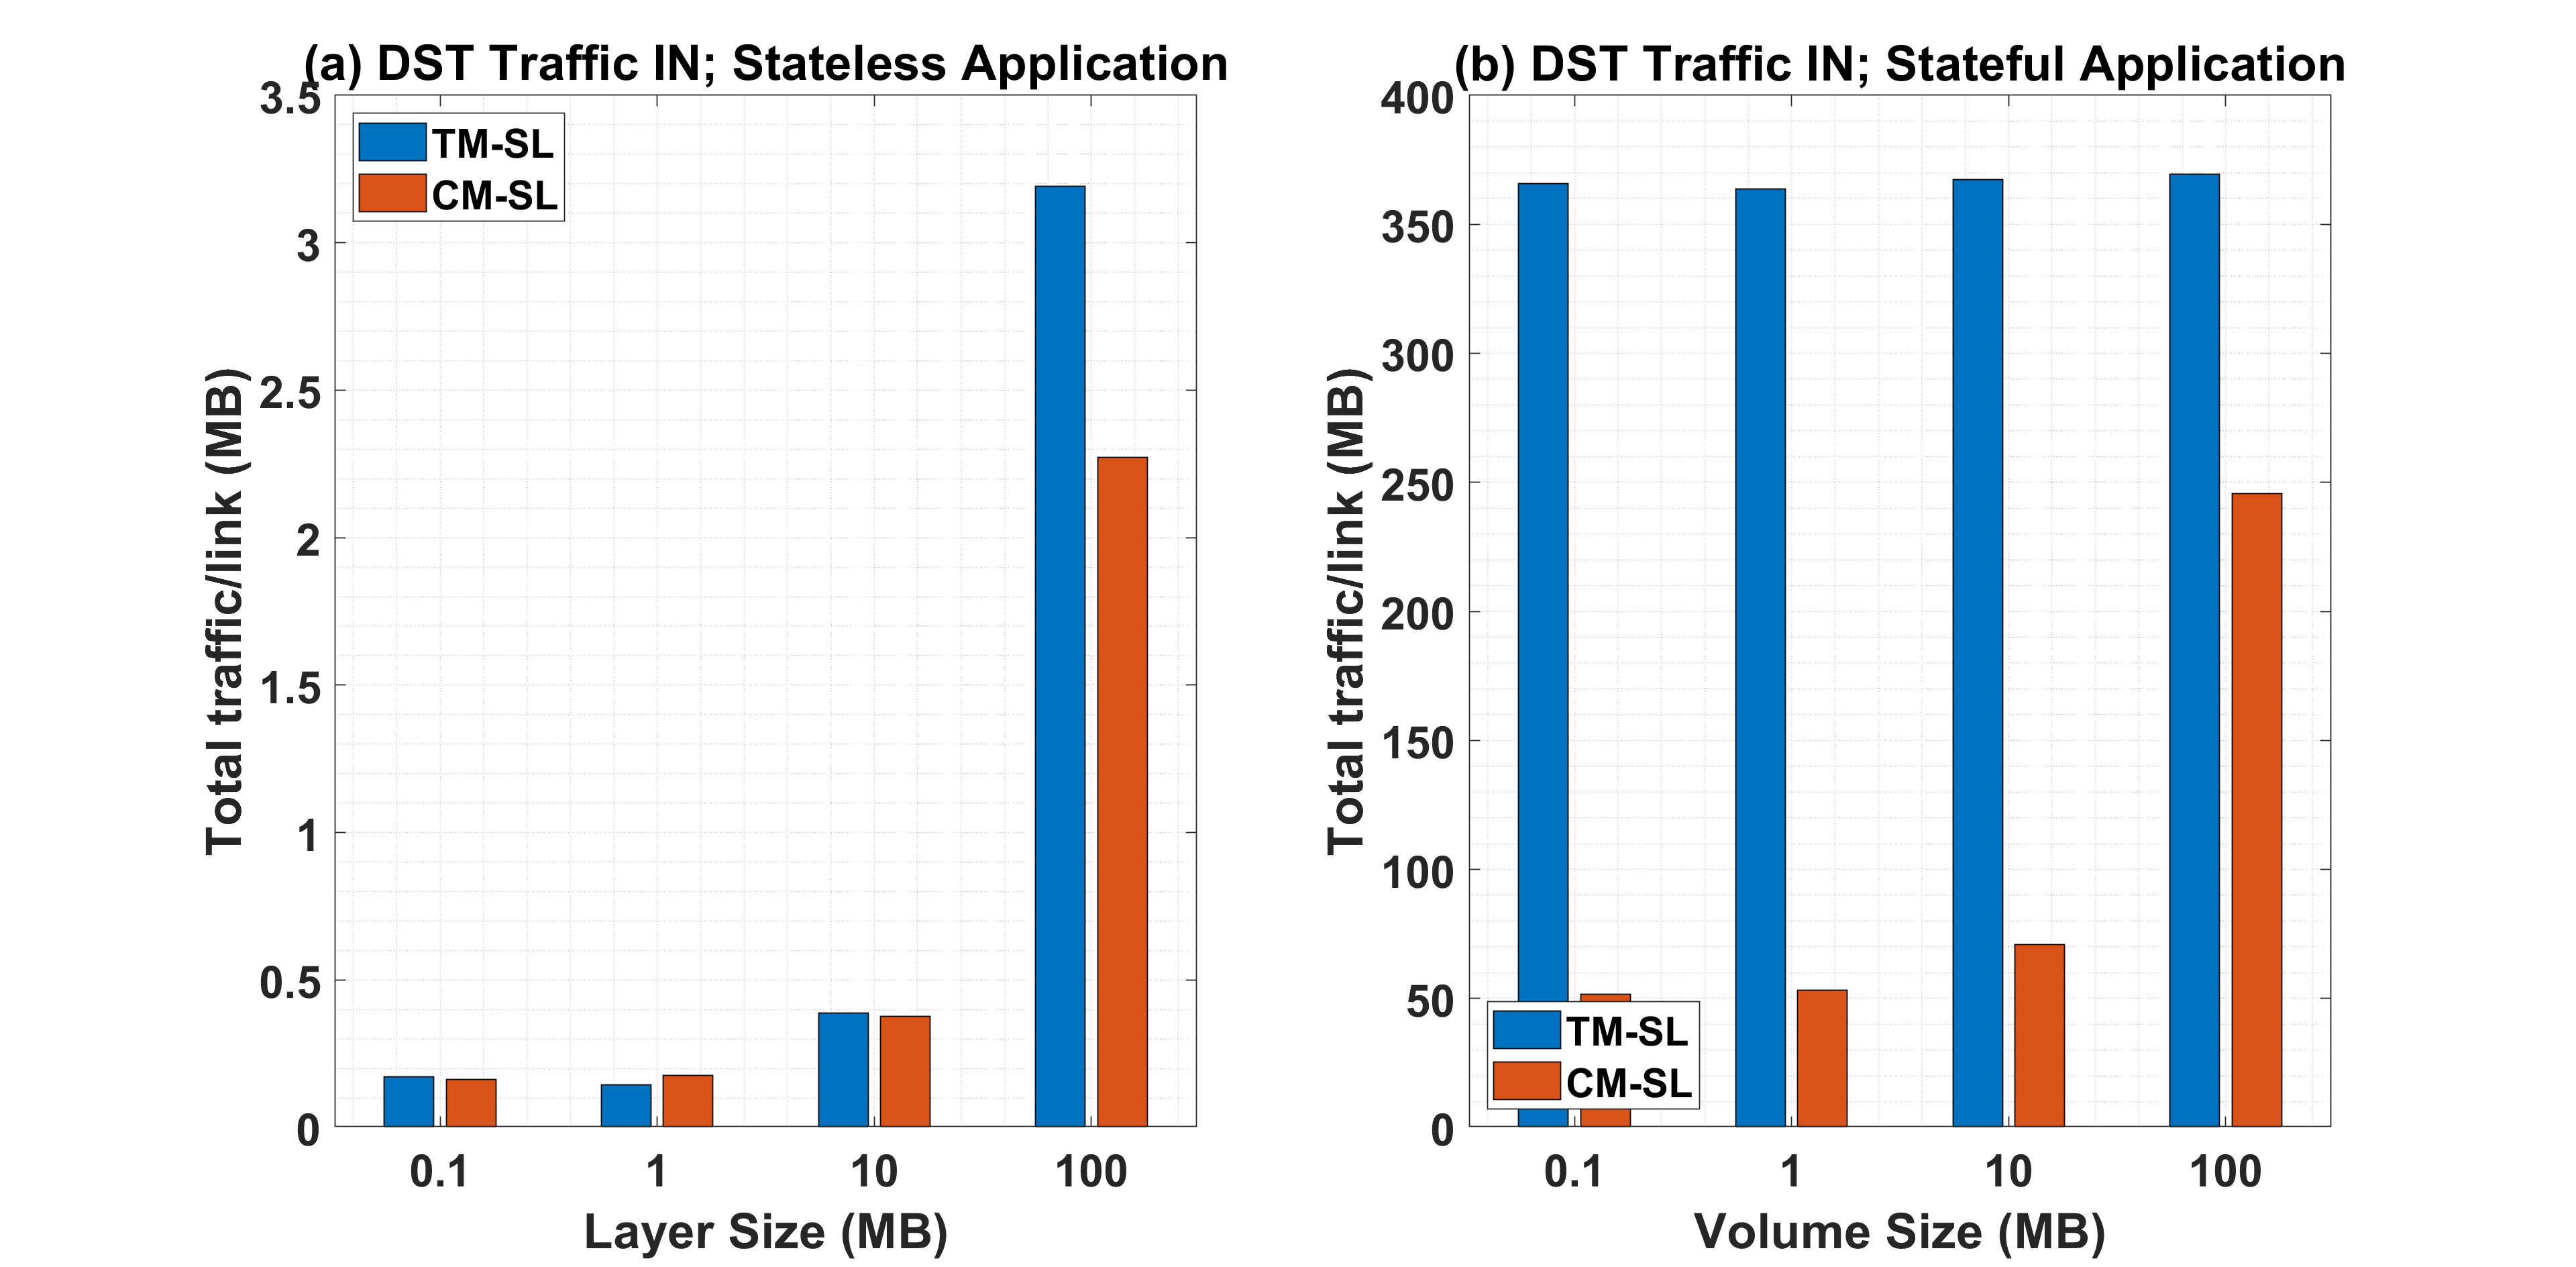 (a) DST Traffic IN; Stateless Application
3.5
3
2.5
2
1.5
1
0.5
0
Total traffic/link (MB)
TM-SL
CM-SL
0.1 1 10 100
Layer Size (MB)
(b) DST Traffic IN; Stateful Application
400
350
300
250
200
150
100
50
0
Total traffic/link (MB)
TM-SL
CM-SL
0.1 1 10 100
Volume Size (MB)